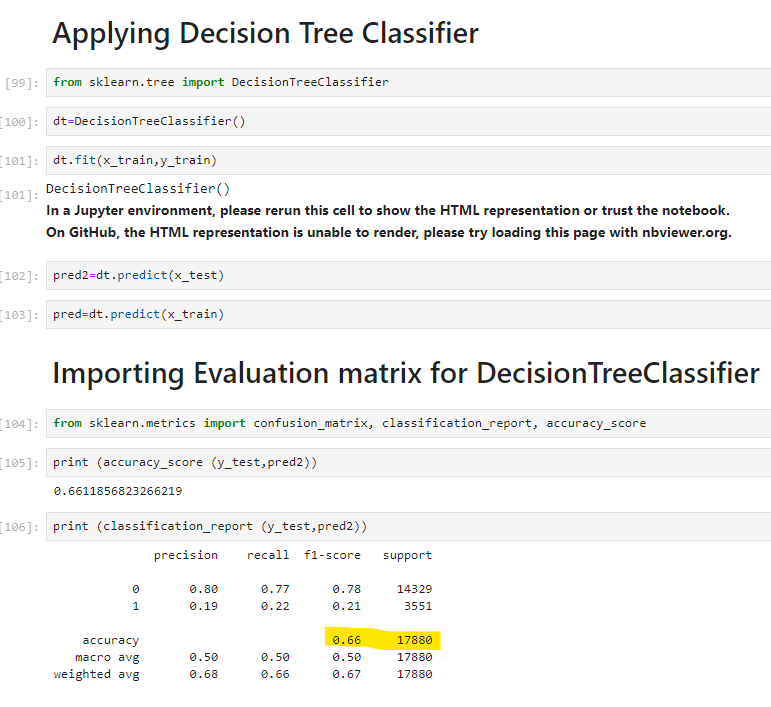 Applying Decision Tree Classifier
[99]: from sklearn.tree import DecisionTreeClassifier
[100]: dt=DecisionTreeClassifier()
[101]: dt.fit(x_train,y_train)
[101]: DecisionTreeClassifier()
In a Jupyter environment, please rerun this cell to show the HTML representation or trust the notebook.
On GitHub, the HTML representation is unable to render, please try loading this page with nbviewer.org.
[102]: pred2=dt.predict(x_test)
[103]: pred=dt.predict(x_train)
Importing Evaluation matrix for DecisionTreeClassifier
[104]: from sklearn.metrics import confusion_matrix, classification_report, accuracy_score
[105]: print (accuracy_score (y_test,pred2))
0.6611856823266219
[106]: print (classification_report (y_test,pred2))
precision recall f1-score support
0 0.80 0.77 0.78 14329
1 0.19 0.22 0.21 3551
accuracy 0.66 17880
macro avg 0.50 0.50 0.50 17880
weighted avg 0.68 0.66 0.67 17880